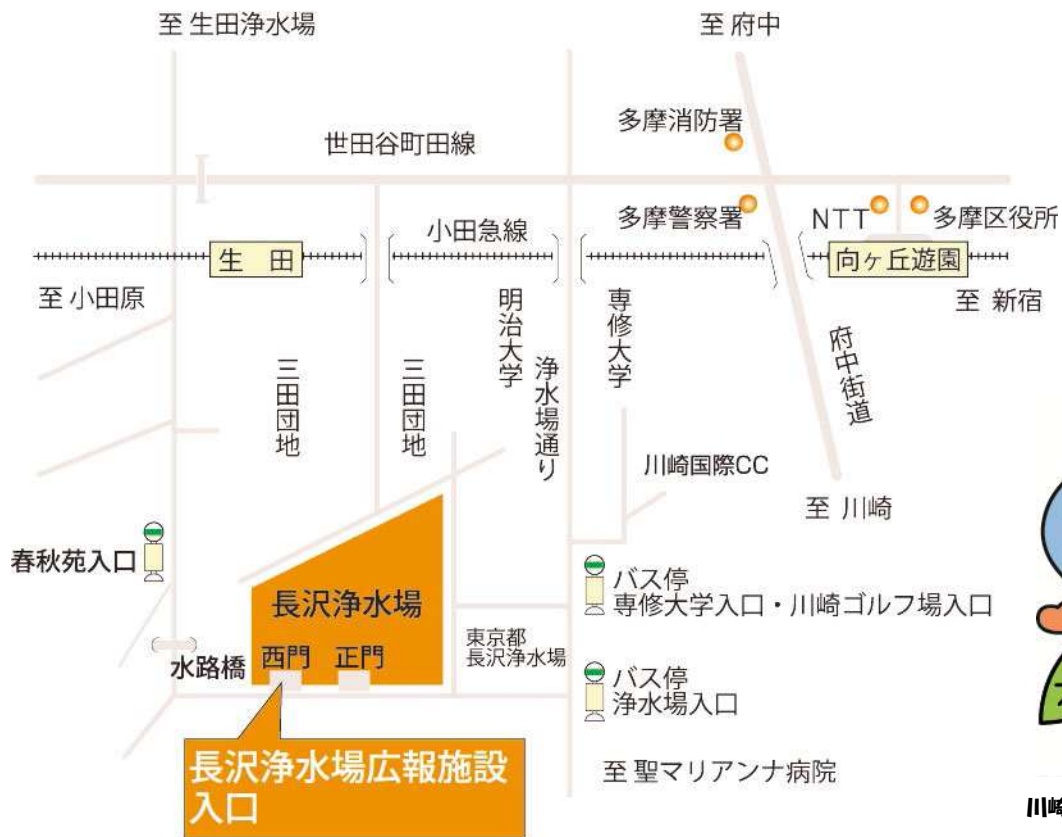 至 生田浄水場
至 府中
多摩消防署
世田谷町田線
多摩警察署
NTT
多摩区役所
小田急線
生 田
向ヶ丘遊園
至 小田原
至 新宿
明治大学
専修大学
三田団地
三田団地
浄水場通り
府中街道
川崎国際CC
至 川崎
春秋苑入口
バス停
専修大学入口・川崎ゴルフ場入口
長沢浄水場
東京都
長沢浄水場
水路橋
西門
正門
バス停
浄水場入口
長沢浄水場広報施設
入口
至 聖マリアンナ病院